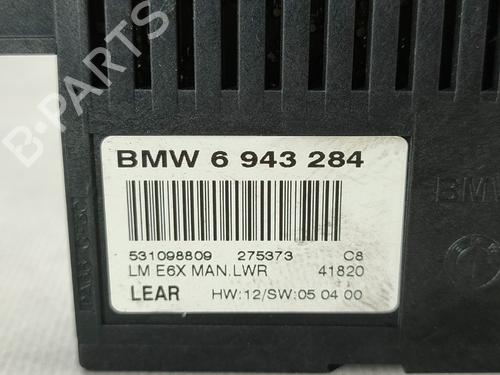 B-PARTS
BMW 6 943 284
531098809 275373 C8
LM E6X MAN.LWR 41820
LEAR HW:12/SW:05 04 00
BMW